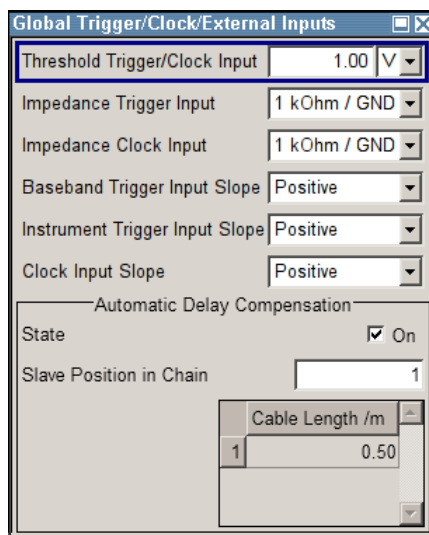 Global Trigger/Clock/External Inputs
Threshold Trigger/Clock Input 1.00 V
Impedance Trigger Input 1 kOhm / GND
Impedance Clock Input 1 kOhm / GND
Baseband Trigger Input Slope Positive
Instrument Trigger Input Slope Positive
Clock Input Slope Positive
Automatic Delay Compensation
State On
Slave Position in Chain 1
Cable Length /m
1 0.50